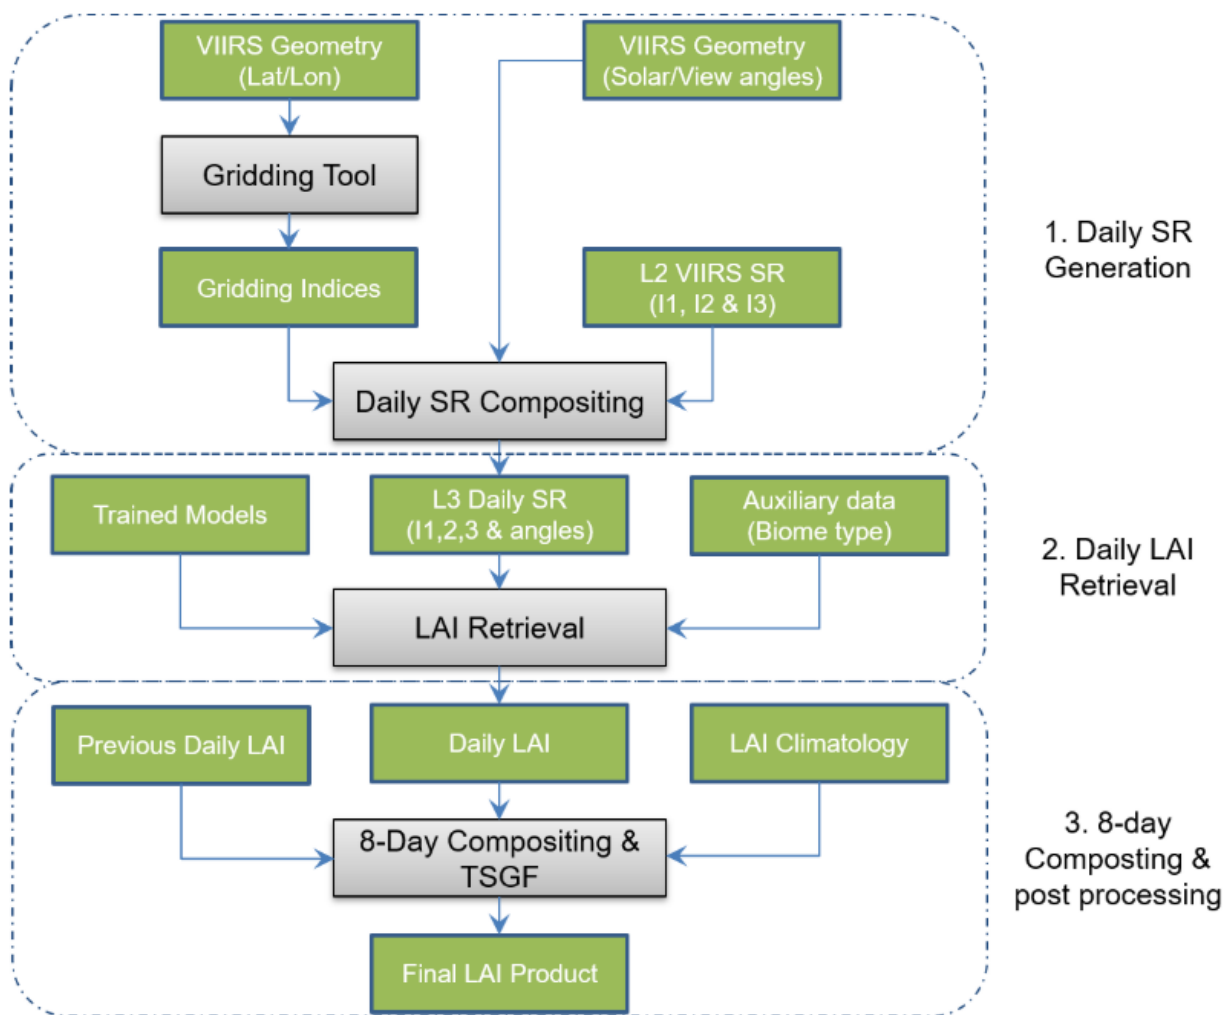 VIIRS Geometry
(Lat/Lon)
VIIRS Geometry
(Solar/View angles)
Gridding Tool
Gridding Indices
L2 VIIRS SR
(I1, I2 & I3)
1. Daily SR
Generation
Daily SR Compositing
Trained Models
L3 Daily SR
(I1,2,3 & angles)
Auxiliary data
(Biome type)
2. Daily LAI
Retrieval
LAI Retrieval
Previous Daily LAI
Daily LAI
LAI Climatology
8-Day Compositing &
TSGF
3. 8-day
Composting &
post processing
Final LAI Product